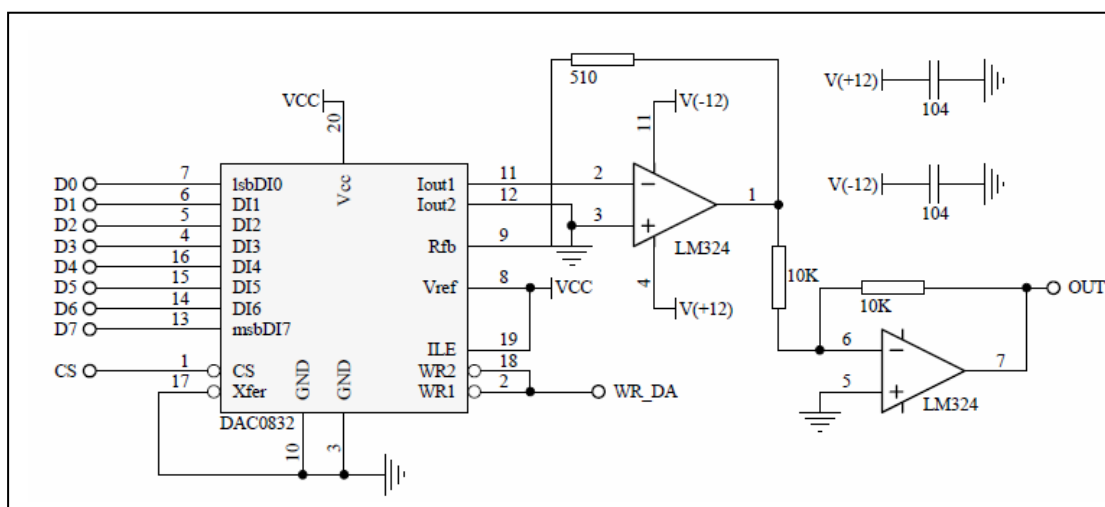 510
V(+12)
104
V(-12)
104
VCC
20
Vcc
D0
7
lsbDI0
D1
6
DI1
D2
5
DI2
D3
4
DI3
D4
16
DI4
D5
15
DI5
D6
14
DI6
D7
13
msbDI7
CS
1
CS
17
Xfer
GND
GND
DAC0832
10
3
Iout1
11
Iout2
12
Rfb
9
Vref
8
VCC
ILE
19
WR2
18
WR1
2
WR_DA
V(-12)
11
2
3
1
LM324
4
V(+12)
10K
10K
OUT
6
5
7
LM324